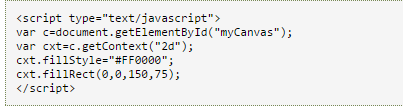 <script type="text/javascript">
var c=document.getElementById("myCanvas");
var cxt=c.getContext("2d");
cxt.fillStyle="#FF0000";
cxt.fillRect(0,0,150,75);
</script>